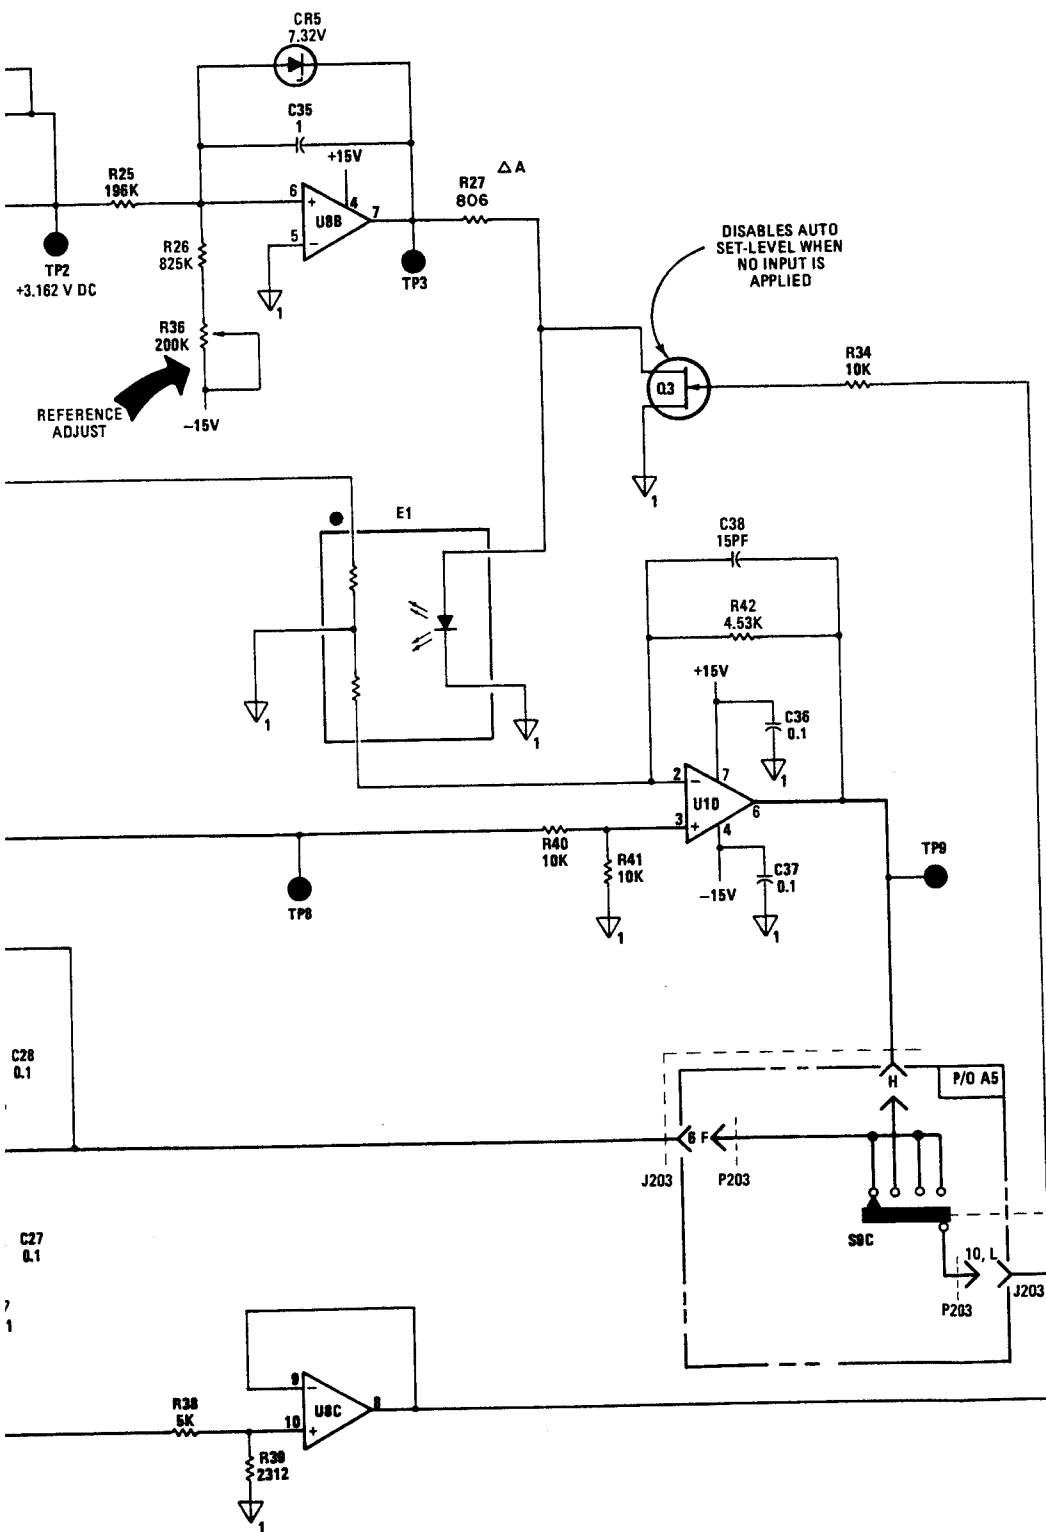 CR5
7.32V
C35
1
+15V
△ A
R25
196K
6
+
4
7
R27
806
U8B
5
−
DISABLES AUTO
SET-LEVEL WHEN
NO INPUT IS
APPLIED
R26
825K
TP2
+3.162 V DC
TP3
1
R36
200K
R34
10K
Q3
REFERENCE
ADJUST
−15V
1
E1
C38
15PF
R42
4.53K
+15V
C36
0.1
1
1
1
2
−
7
U10
6
3
+
4
R40
10K
R41
10K
C37
0.1
−15V
TP9
TP8
1
1
C28
0.1
H
P/O A5
6 F
J203
P203
C27
0.1
S9C
10, L
P203
J203
7
1
9
−
R38
5K
U8C
8
10
+
R39
2312
1